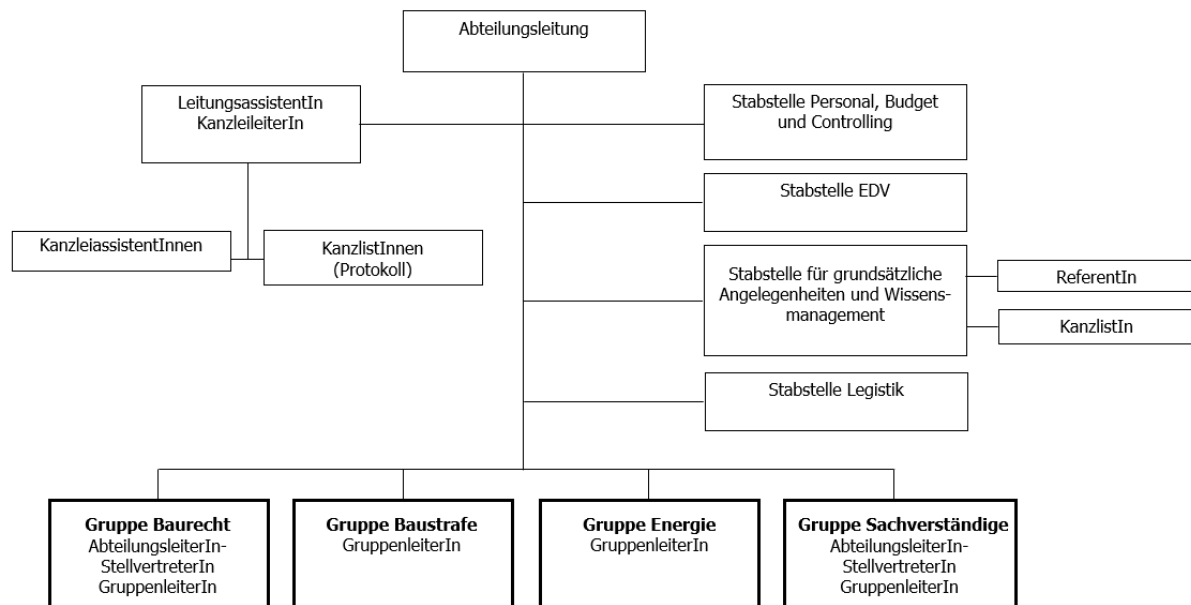 Abteilungsleitung
LeitungsassistentIn
KanzleileiterIn
Stabstelle Personal, Budget
und Controlling
Stabstelle EDV
KanzleiassistentInnen
KanzlistInnen
(Protokoll)
Stabstelle für grundsätzliche
Angelegenheiten und Wissens-
management
ReferentIn
KanzlistIn
Stabstelle Legistik
Gruppe Baurecht
AbteilungsleiterIn-
StellvertreterIn
GruppenleiterIn
Gruppe Baustrafe
GruppenleiterIn
Gruppe Energie
GruppenleiterIn
Gruppe Sachverständige
AbteilungsleiterIn-
StellvertreterIn
GruppenleiterIn